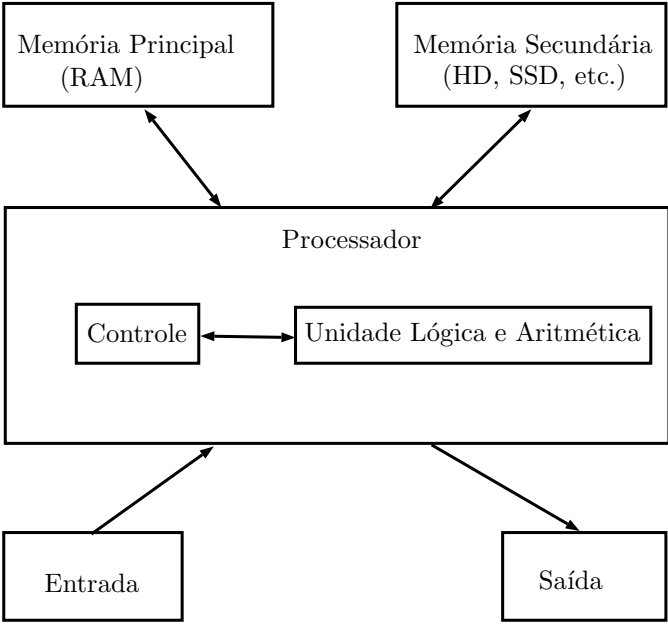 Memória Principal
(RAM)
Memória Secundária
(HD, SSD, etc.)
Processador
Controle
Unidade Lógica e Aritmética
Entrada
Saída